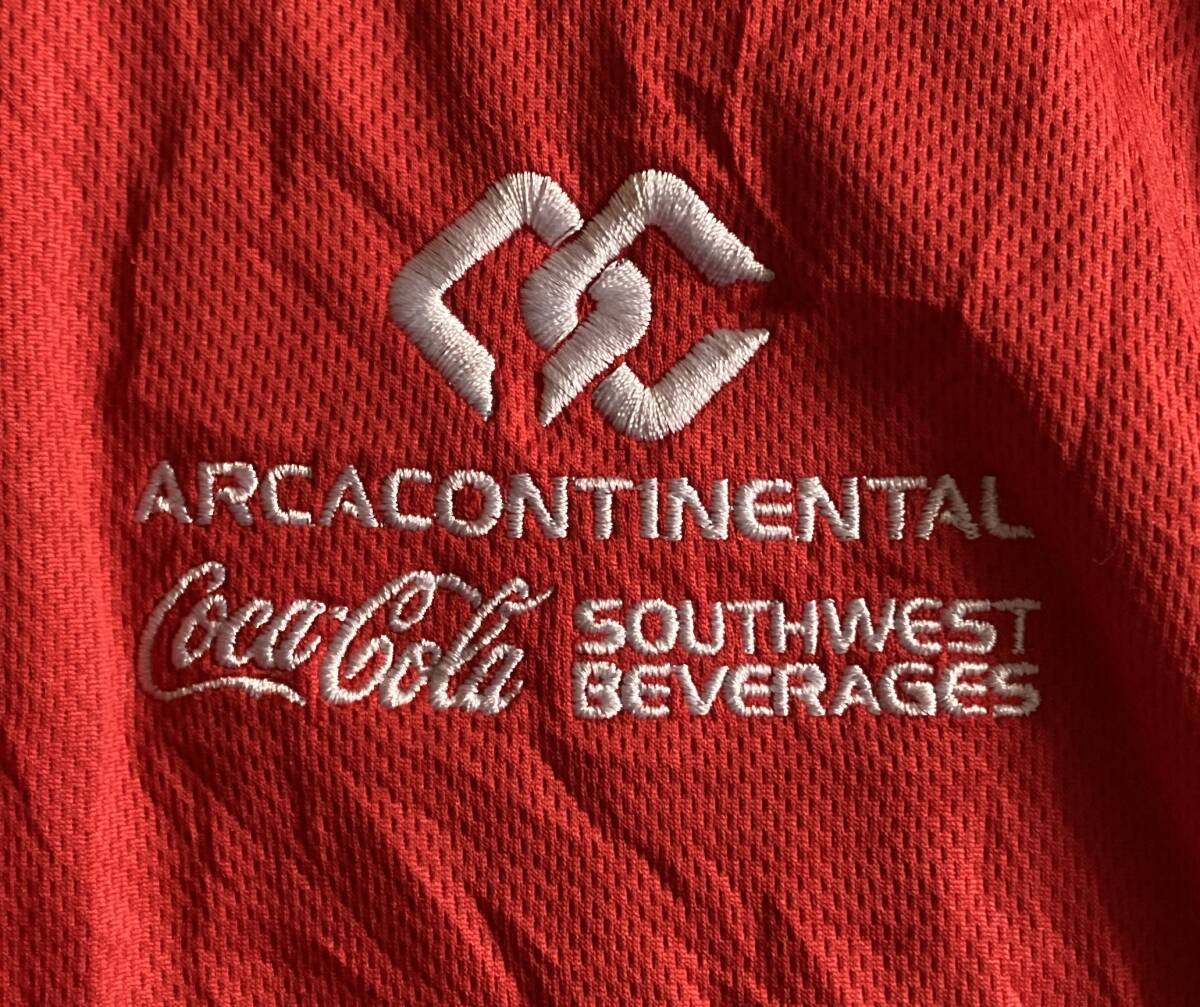 ARCACONTINENTAL
Coca-Cola SOUTHWEST
BEVERAGES